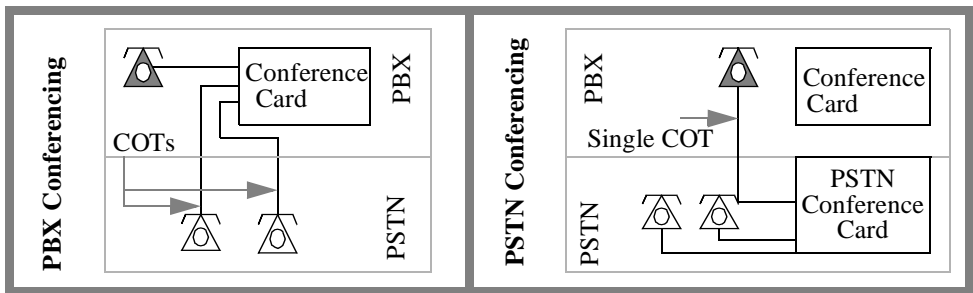 PBX Conferencing
Conference
Card
PBX
COTs
PSTN
PSTN Conferencing
PBX
Conference
Card
Single COT
PSTN
PSTN
Conference
Card